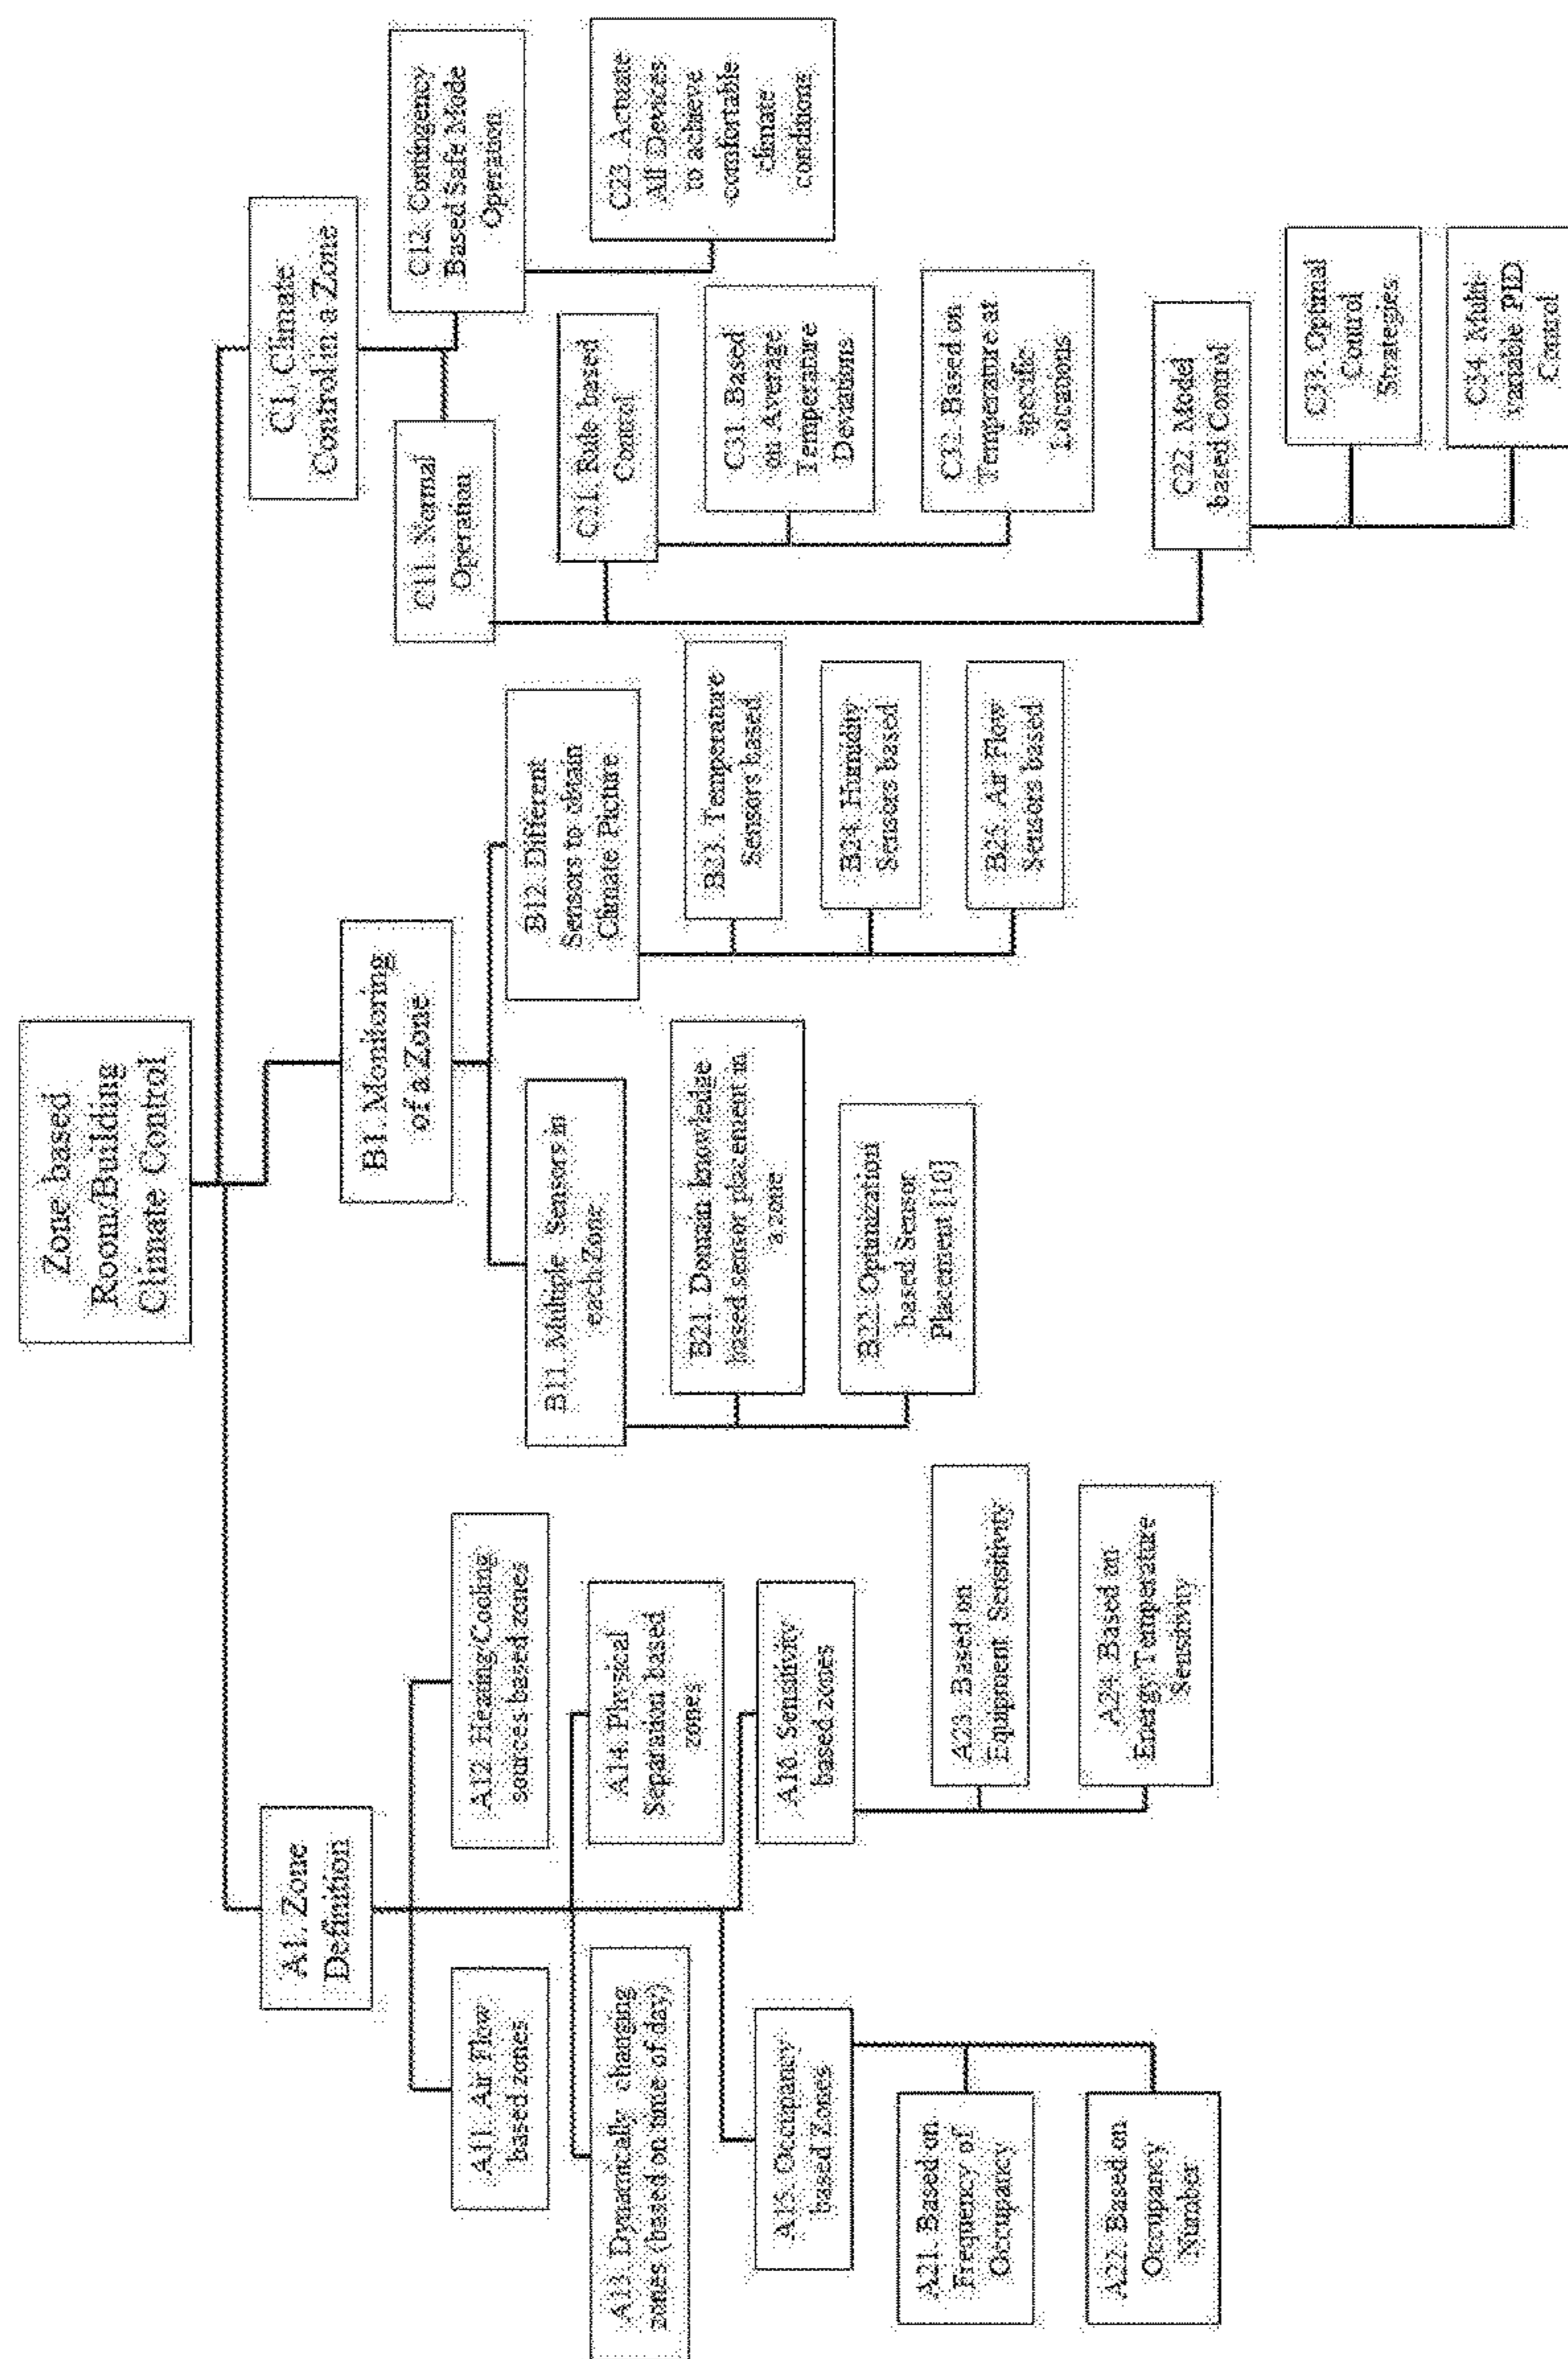 Zone based
Room/Building
Climate Control
A1. Zone
Definition
A11. Air Flow
based zones
A12. Heating/Cooling
sources based zones
A13. Dynamically changing
zones (based on time of day)
A14. Physical
Separation based
zones
A15. Occupancy
based Zones
A16. Sensitivity
based zones
A21. Based on
Frequency of
Occupancy
A22. Based on
Occupancy
Number
A23. Based on
Equipment Sensitivity
A24. Based on
Energy/Temperature
Sensitivity
B1. Monitoring
of a Zone
B11. Multiple Sensors in
each Zone
B12. Different
Sensors to obtain
Climate Picture
B21. Domain knowledge
based sensor placement in
a zone
B22. Optimization
based Sensor
Placement [10]
B23. Temperature
Sensors based
B24. Humidity
Sensors based
B25. Air Flow
Sensors based
C1. Climate
Control in a Zone
C11. Normal
Operation
C12. Contingency
Based Safe Mode
Operation
C21. Rule based
Control
C31. Based
on Average
Temperature
Deviations
C32. Based on
Temperature at
specific
Locations
C22. Model
based Control
C33. Optimal
Control
Strategies
C34. Multi-
variable PID
Control
C23. Actuate
All Devices
to achieve
comfortable
climate
conditions